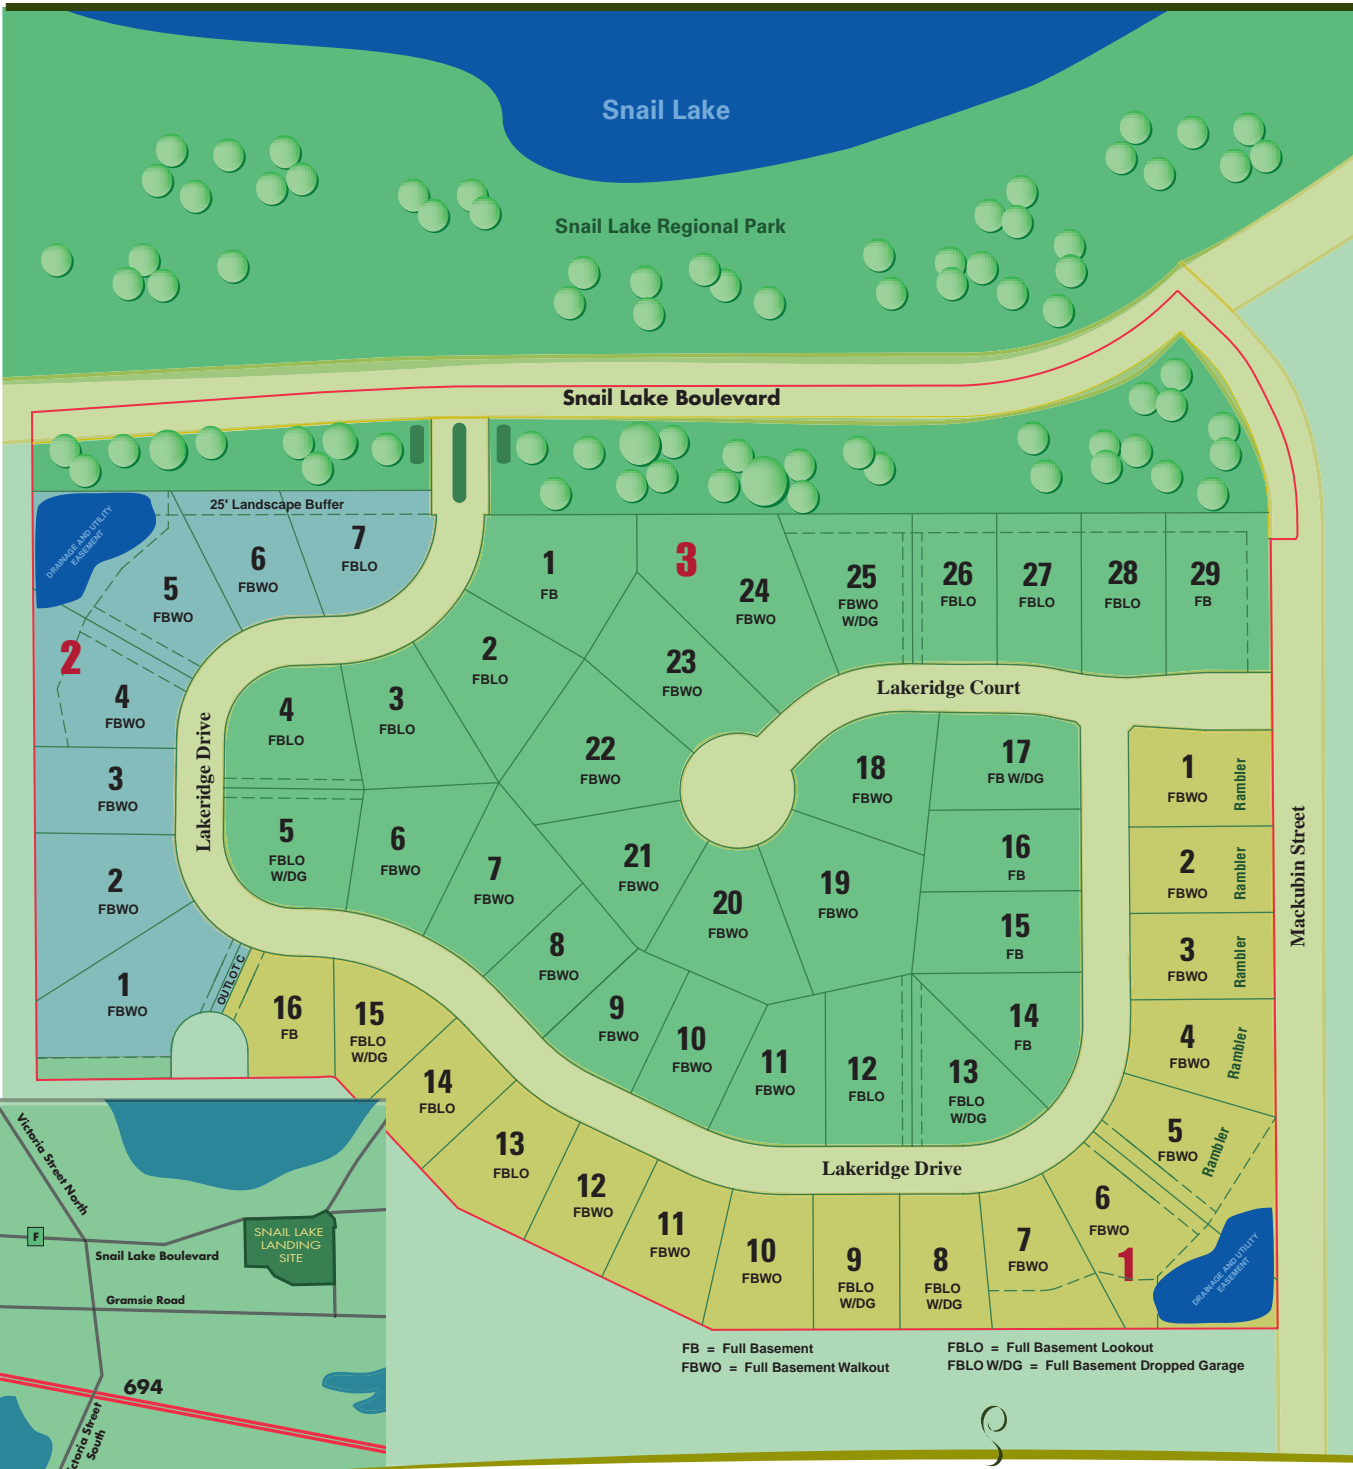 Snail Lake
Snail Lake Regional Park
Snail Lake Boulevard
25' Landscape Buffer
DRAINAGE AND UTILITY
EASEMENT
7
FBLO
6
FBWO
5
FBWO
2
4
FBWO
3
FBWO
2
FBWO
1
FBWO
OUTLOT C
Lakeridge Drive
1
FB
2
FBLO
3
FBLO
4
FBLO
5
FBLO
W/DG
6
FBWO
7
FBWO
8
FBWO
9
FBWO
10
FBWO
11
FBWO
12
FBLO
13
FBLO
W/DG
14
FB
15
FB
16
FB
17
FB W/DG
18
FBWO
19
FBWO
20
FBWO
21
FBWO
22
FBWO
23
FBWO
3
24
FBWO
25
FBWO
W/DG
26
FBLO
27
FBLO
28
FBLO
29
FB
Lakeridge Court
Mackubin Street
1
FBWO
Rambler
2
FBWO
Rambler
3
FBWO
Rambler
4
FBWO
Rambler
5
FBWO
Rambler
6
FBWO
1
DRAINAGE AND UTILITY
EASEMENT
7
FBWO
8
FBLO
W/DG
9
FBLO
W/DG
10
FBWO
11
FBWO
12
FBWO
13
FBLO
14
FBLO
15
FBLO
W/DG
16
FB
Lakeridge Drive
FB = Full Basement
FBWO = Full Basement Walkout
FBLO = Full Basement Lookout
FBLO W/DG = Full Basement Dropped Garage
Victoria Street North
F
Snail Lake Boulevard
SNAIL LAKE
LANDING
SITE
Gramsie Road
694
ctoria Street
South